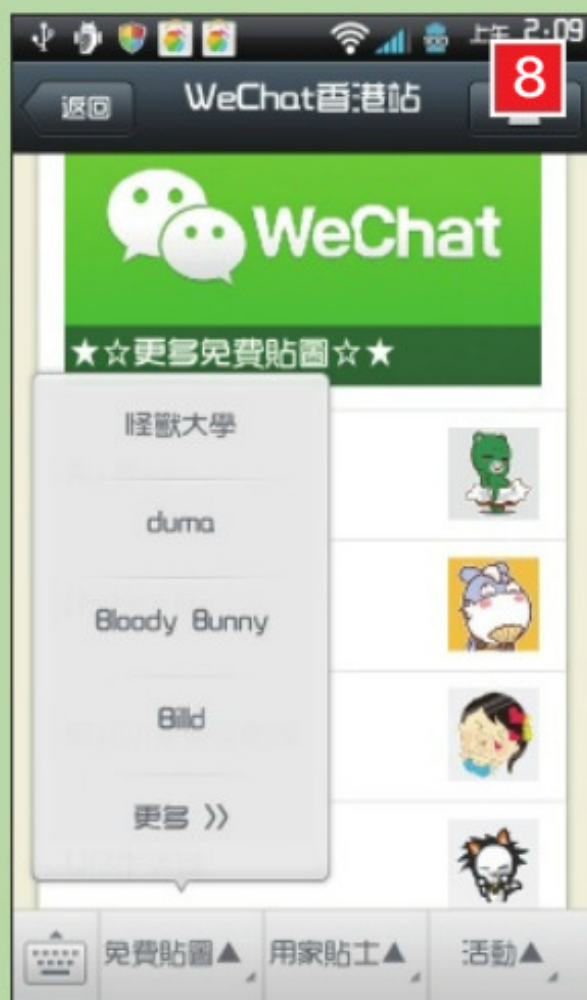 上午 2:09
8
返回
WeChat香港站
WeChat
★☆更多免費貼圖☆★
怪獸大學
duma
Bloody Bunny
Billd
更多 》
免費貼圖▲
用家貼士▲
活動▲